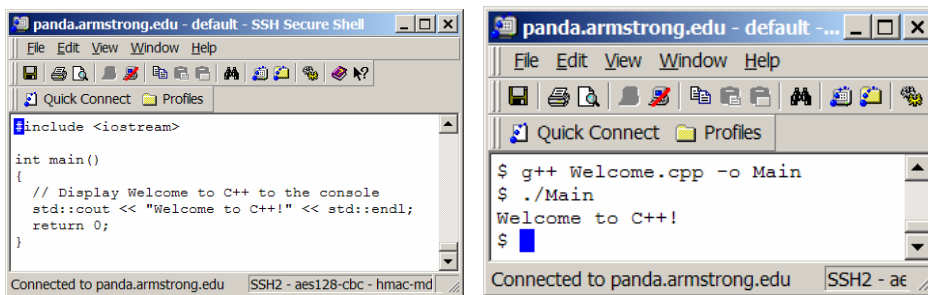 panda.armstrong.edu - default - SSH Secure Shell
File Edit View Window Help
Quick Connect Profiles
#include <iostream>
int main()
{
// Display Welcome to C++ to the console
std::cout << "Welcome to C++!" << std::endl;
return 0;
}
Connected to panda.armstrong.edu SSH2 - aes128-cbc - hmac-md
panda.armstrong.edu - default -...
File Edit View Window Help
Quick Connect Profiles
$ g++ Welcome.cpp -o Main
$ ./Main
Welcome to C++!
$
Connected to panda.armstrong.edu SSH2 - ae